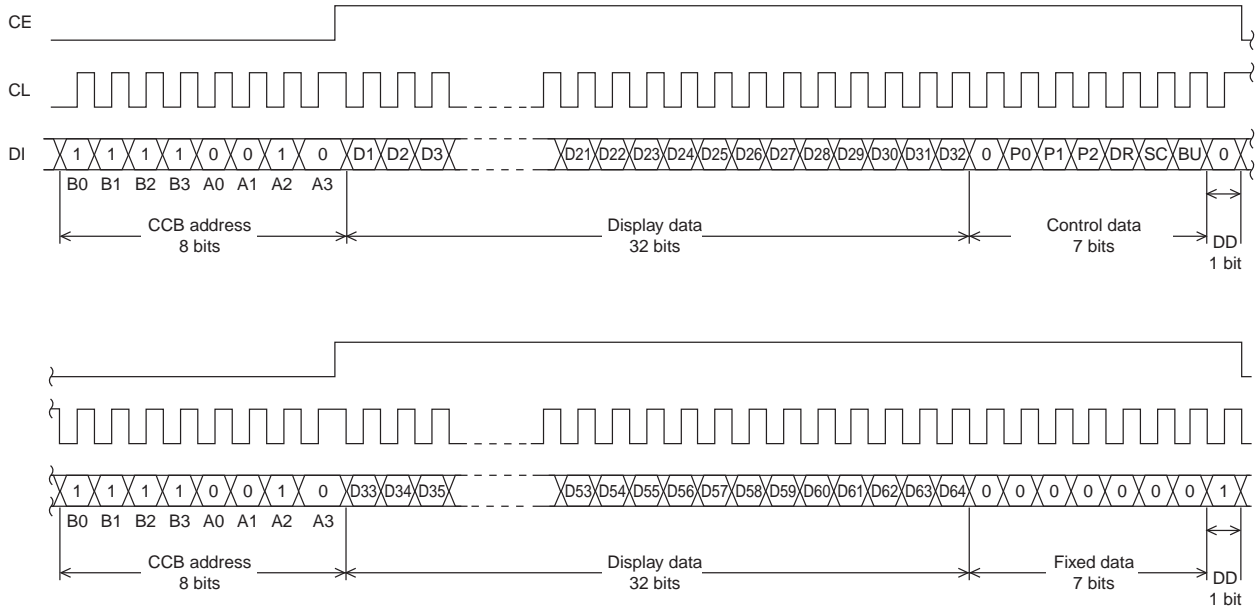 CE
CL
DI 1 1 1 1 0 0 1 0 D1 D2 D3 D21 D22 D23 D24 D25 D26 D27 D28 D29 D30 D31 D32 0 P0 P1 P2 DR SC BU 0
B0 B1 B2 B3 A0 A1 A2 A3
CCB address Display data Control data
8 bits 32 bits 7 bits DD
1 bit
1 1 1 1 0 0 1 0 D33 D34 D35 D53 D54 D55 D56 D57 D58 D59 D60 D61 D62 D63 D64 0 0 0 0 0 0 0 1
B0 B1 B2 B3 A0 A1 A2 A3
CCB address Display data Fixed data
8 bits 32 bits 7 bits DD
1 bit